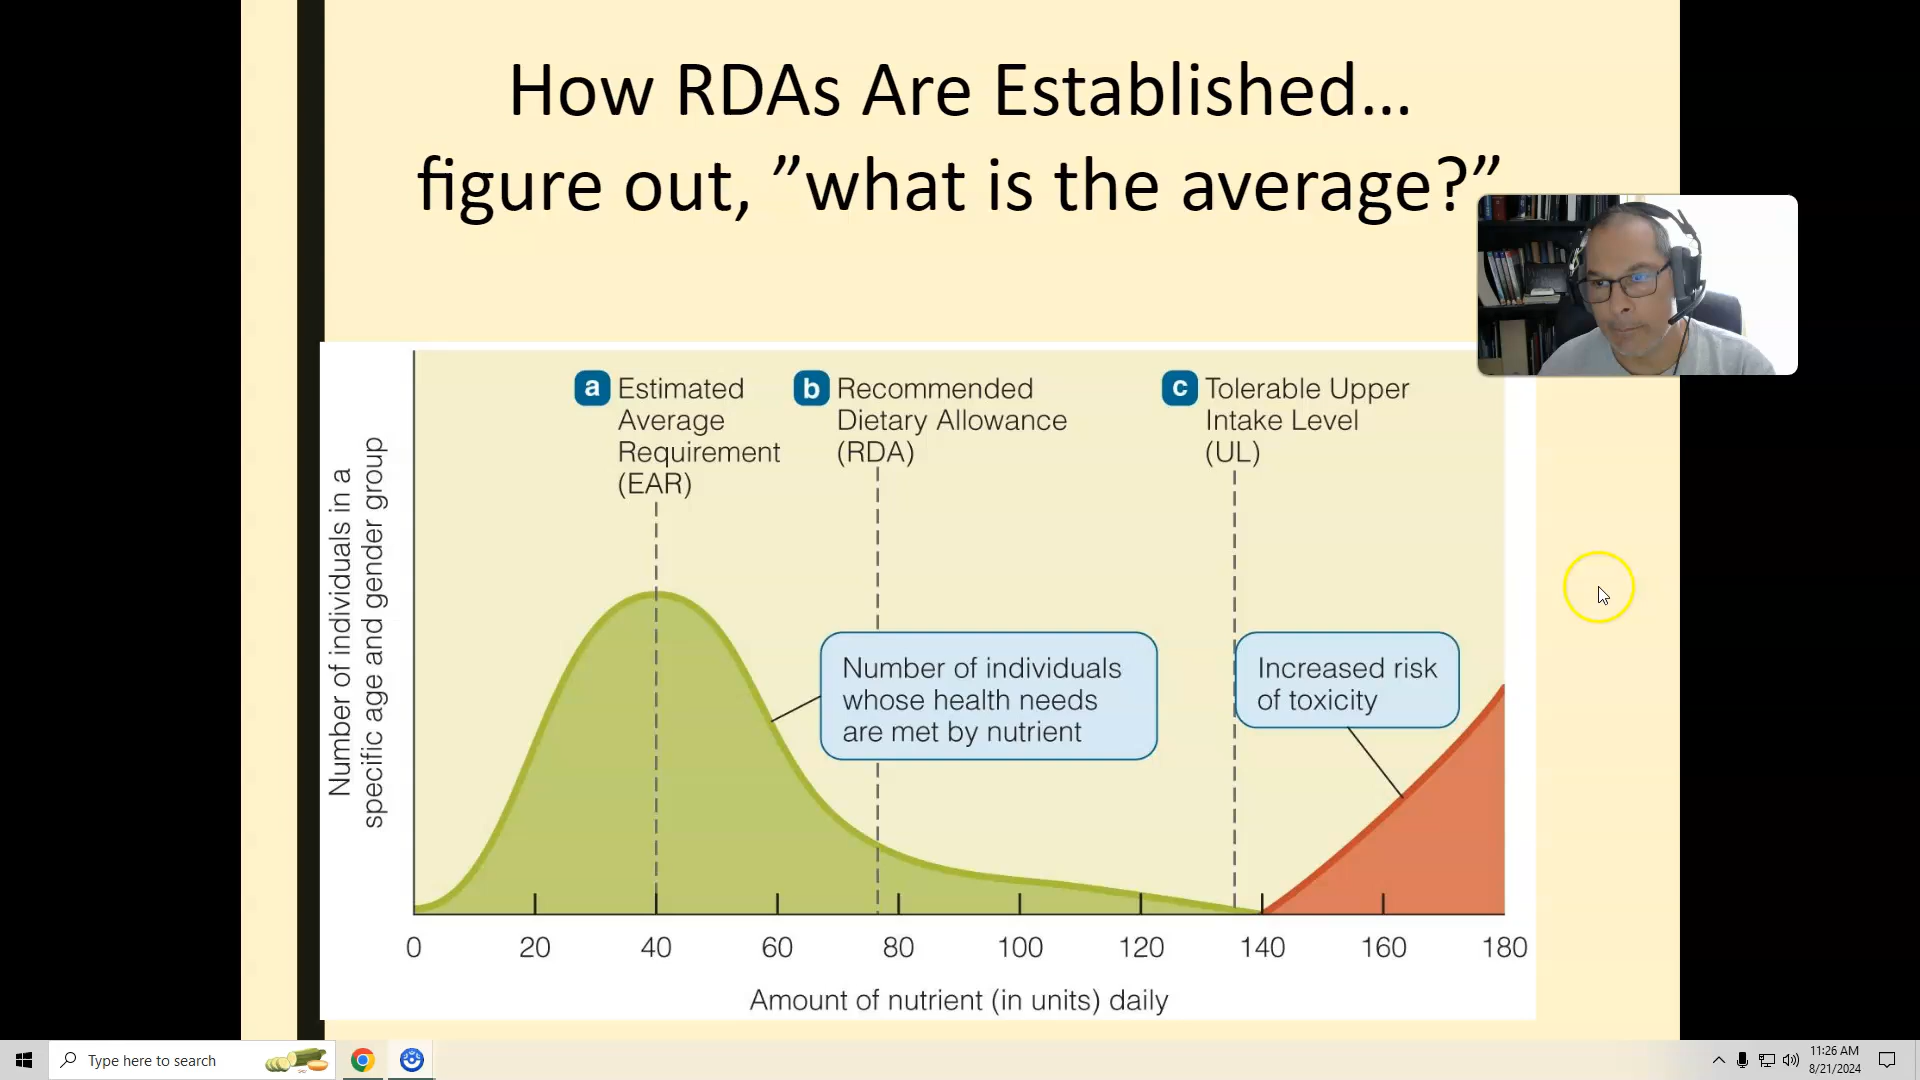 How RDAs Are Established...
figure out, ”what is the average?”
a Estimated
Average
Requirement
(EAR)
b Recommended
Dietary Allowance
(RDA)
c Tolerable Upper
Intake Level
(UL)
Number of individuals in a
specific age and gender group
Number of individuals
whose health needs
are met by nutrient
Increased risk
of toxicity
0 20 40 60 80 100 120 140 160 180
Amount of nutrient (in units) daily
Type here to search
11:26 AM
8/21/2024